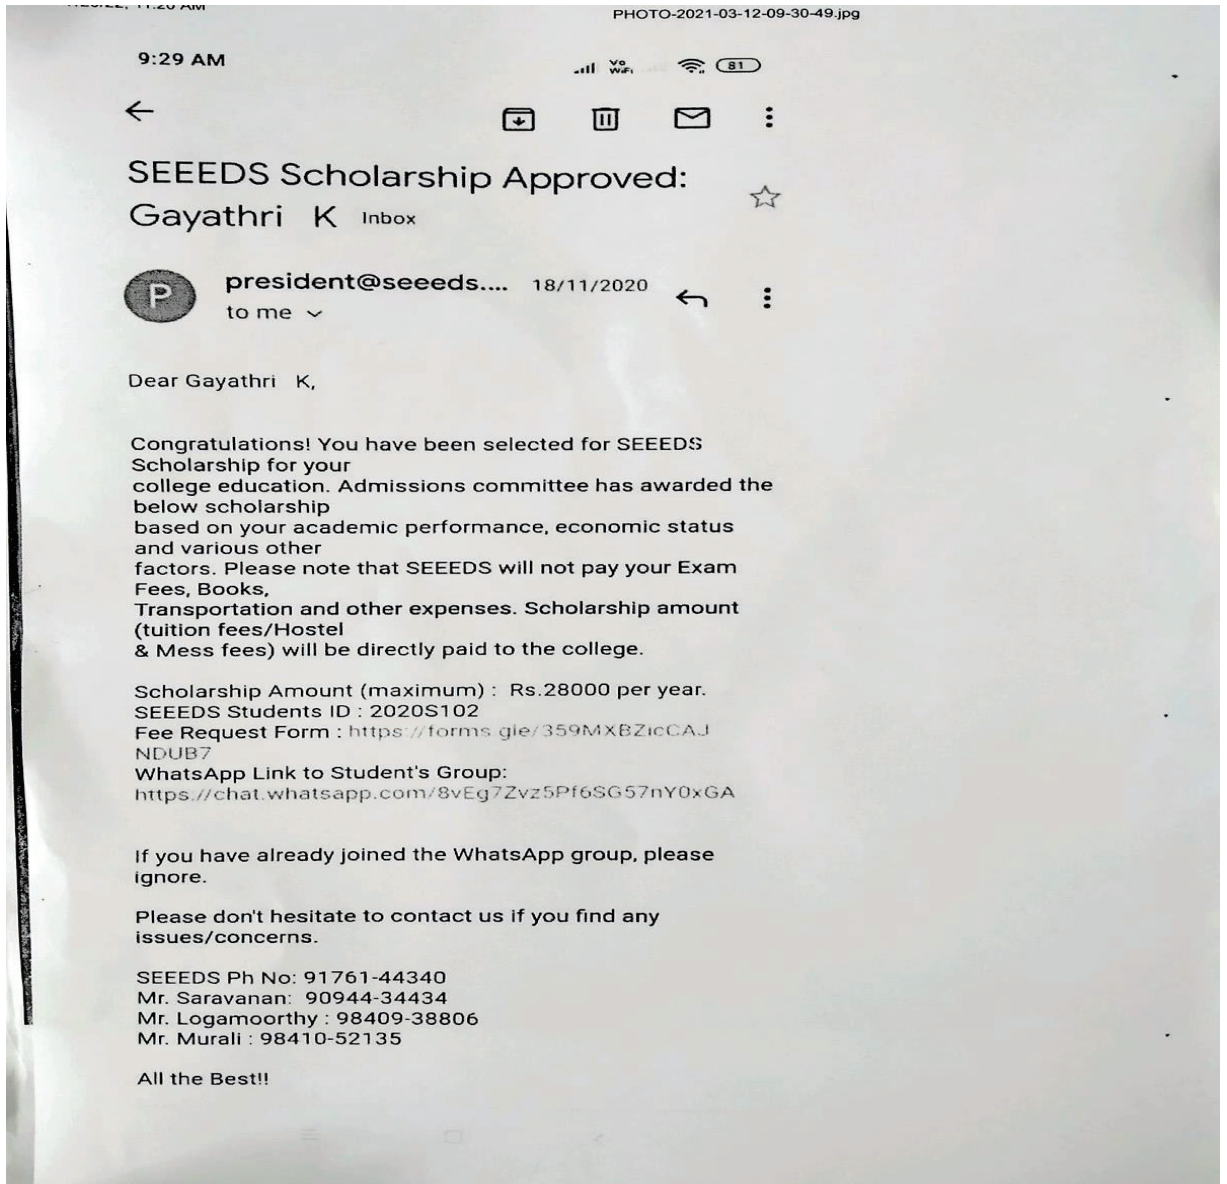 11:20 AM
PHOTO-2021-03-12-09-30-49.jpg
9:29 AM
Vo
WiFi
81
SEEEDS Scholarship Approved:
Gayathri K Inbox
P
president@seeeds.... 18/11/2020
to me
Dear Gayathri K,
Congratulations! You have been selected for SEEEDS
Scholarship for your
college education. Admissions committee has awarded the
below scholarship
based on your academic performance, economic status
and various other
factors. Please note that SEEEDS will not pay your Exam
Fees, Books,
Transportation and other expenses. Scholarship amount
(tuition fees/Hostel
& Mess fees) will be directly paid to the college.
Scholarship Amount (maximum) : Rs.28000 per year.
SEEEDS Students ID : 2020S102
Fee Request Form : https://forms.gle/359MXBZicCAJ
NDUB7
WhatsApp Link to Student's Group:
https://chat.whatsapp.com/8vEg7Zvz5Pf6SG57nY0xGA
If you have already joined the WhatsApp group, please
ignore.
Please don't hesitate to contact us if you find any
issues/concerns.
SEEEDS Ph No: 91761-44340
Mr. Saravanan: 90944-34434
Mr. Logamoorthy : 98409-38806
Mr. Murali : 98410-52135
All the Best!!